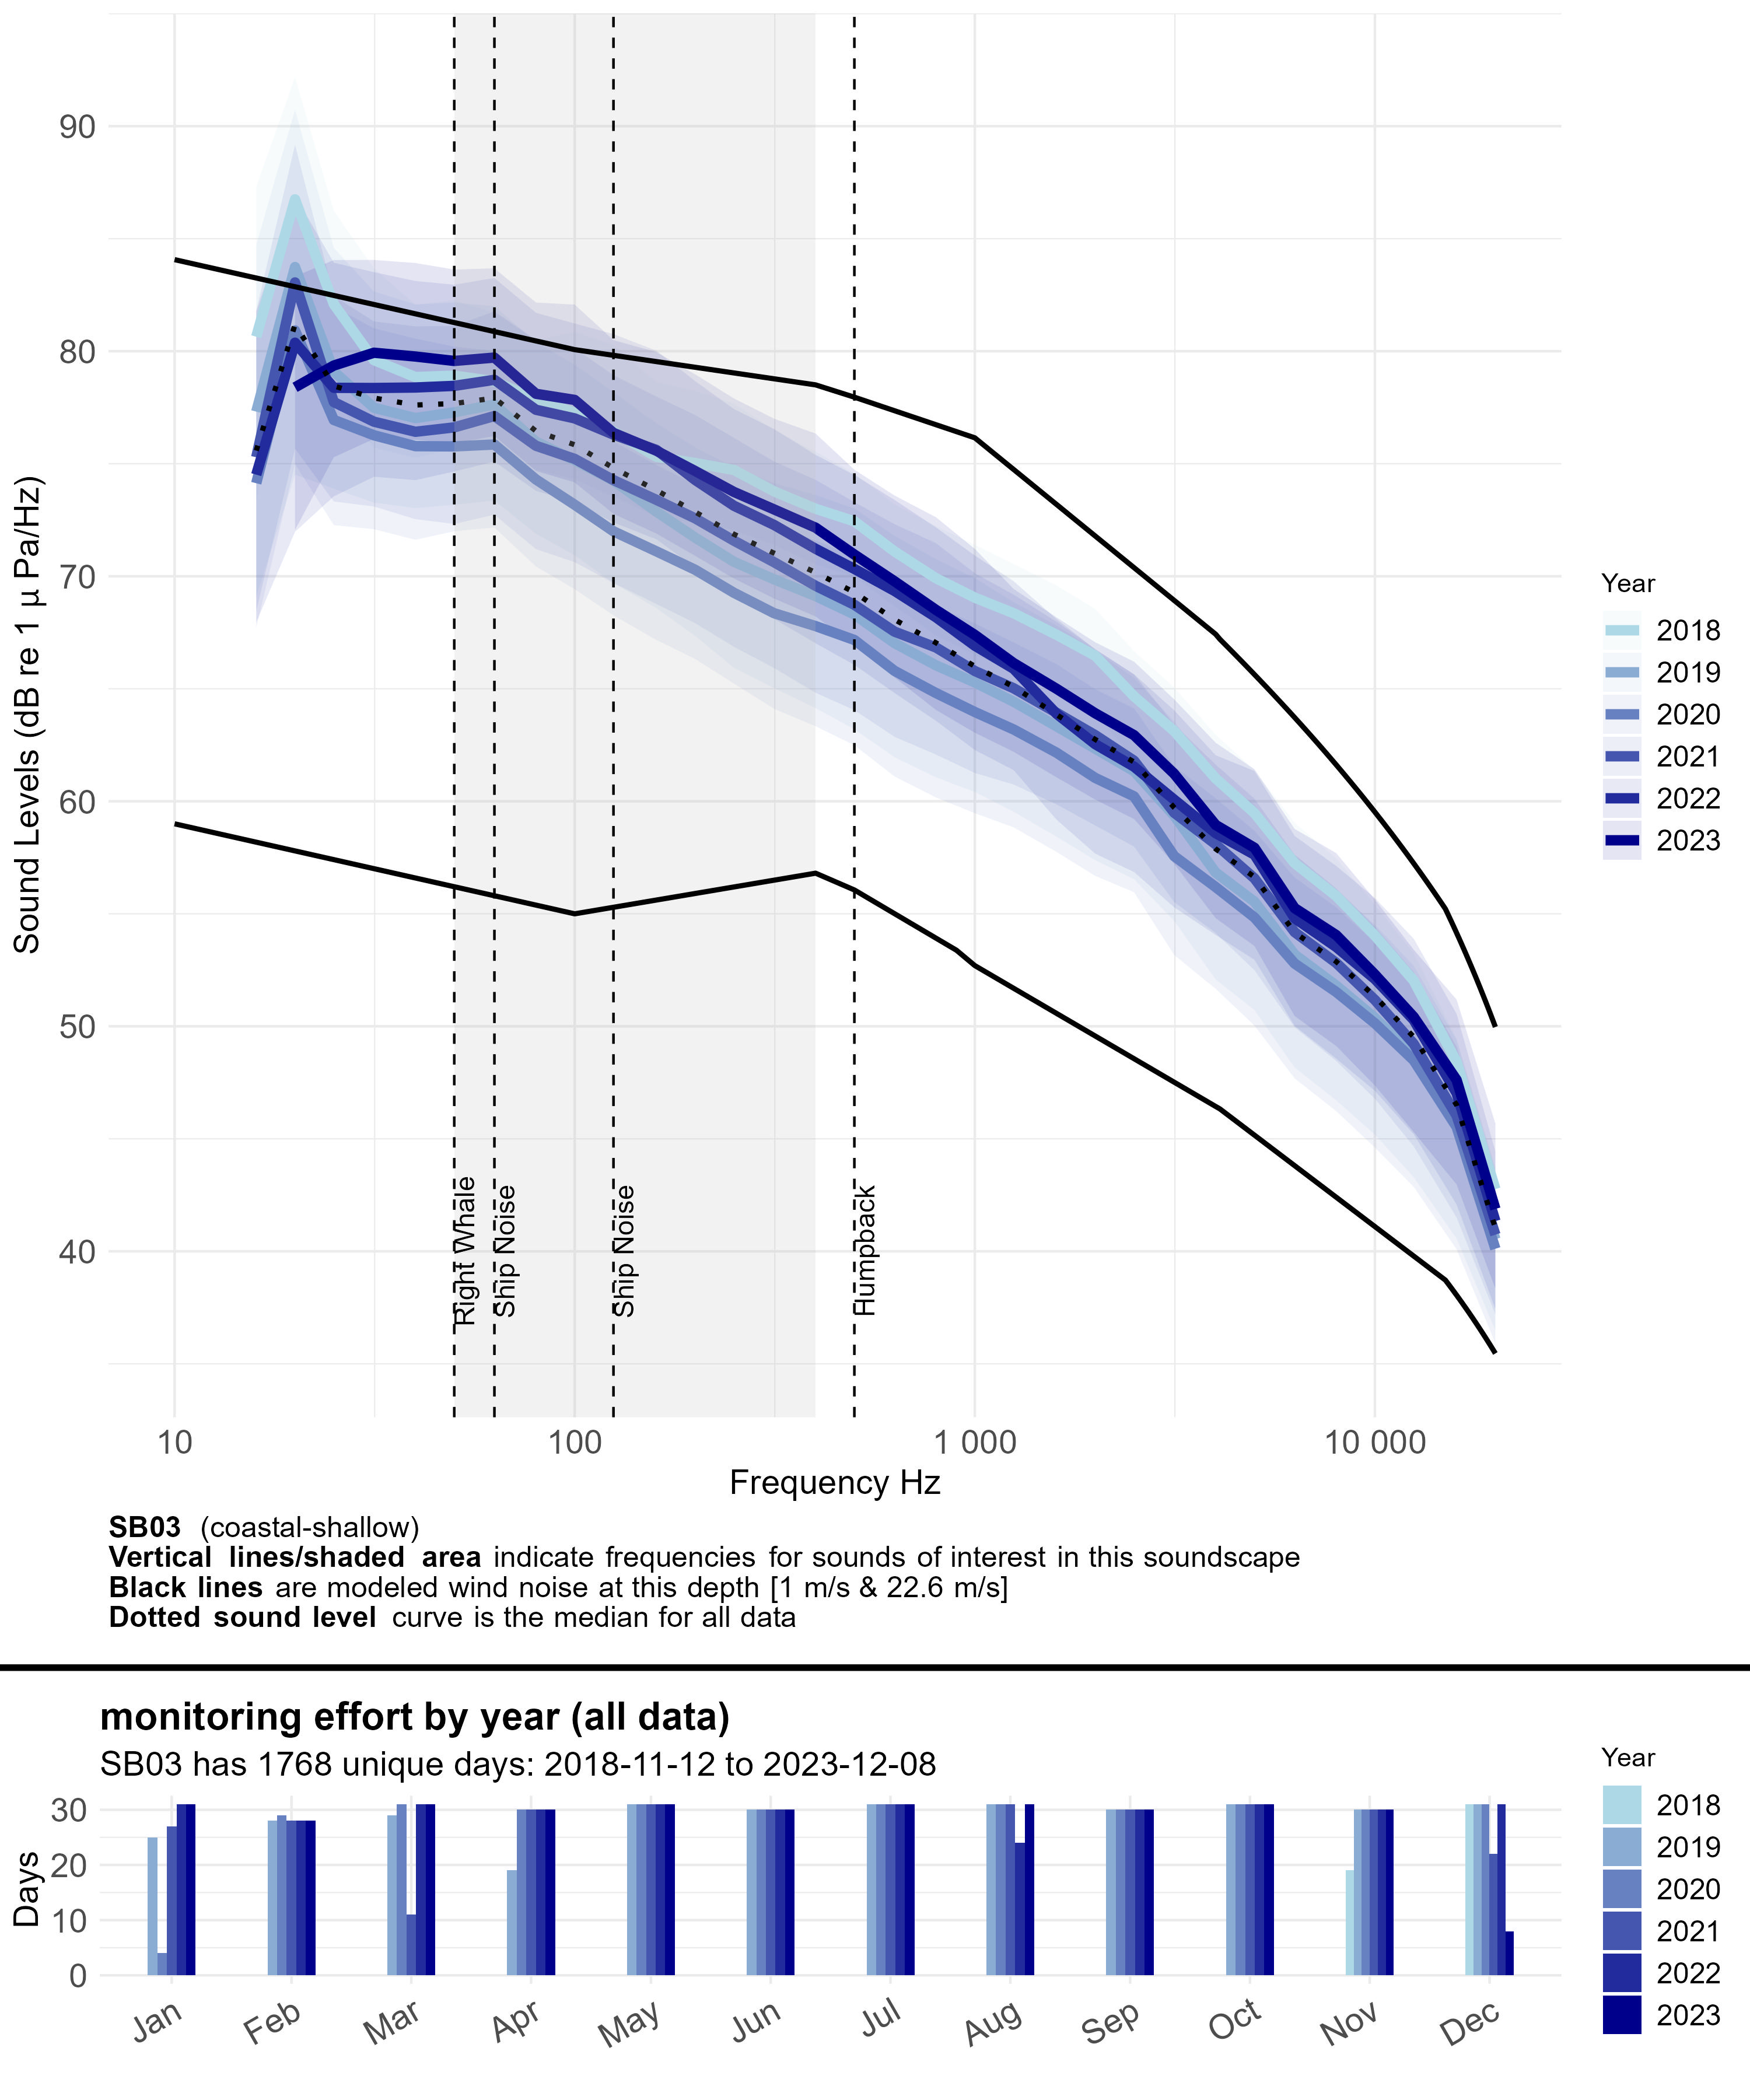 90
80
70
60
50
40
Sound Levels (dB re 1 µ Pa/Hz)
Right Whale
Ship Noise
Ship Noise
Humpback
10
100
1 000
10 000
Frequency Hz
Year
2018
2019
2020
2021
2022
2023
SB03 (coastal-shallow)
Vertical lines/shaded area indicate frequencies for sounds of interest in this soundscape
Black lines are modeled wind noise at this depth [1 m/s & 22.6 m/s]
Dotted sound level curve is the median for all data
monitoring effort by year (all data)
SB03 has 1768 unique days: 2018-11-12 to 2023-12-08
30
20
10
0
Days
Jan
Feb
Mar
Apr
May
Jun
Jul
Aug
Sep
Oct
Nov
Dec
Year
2018
2019
2020
2021
2022
2023